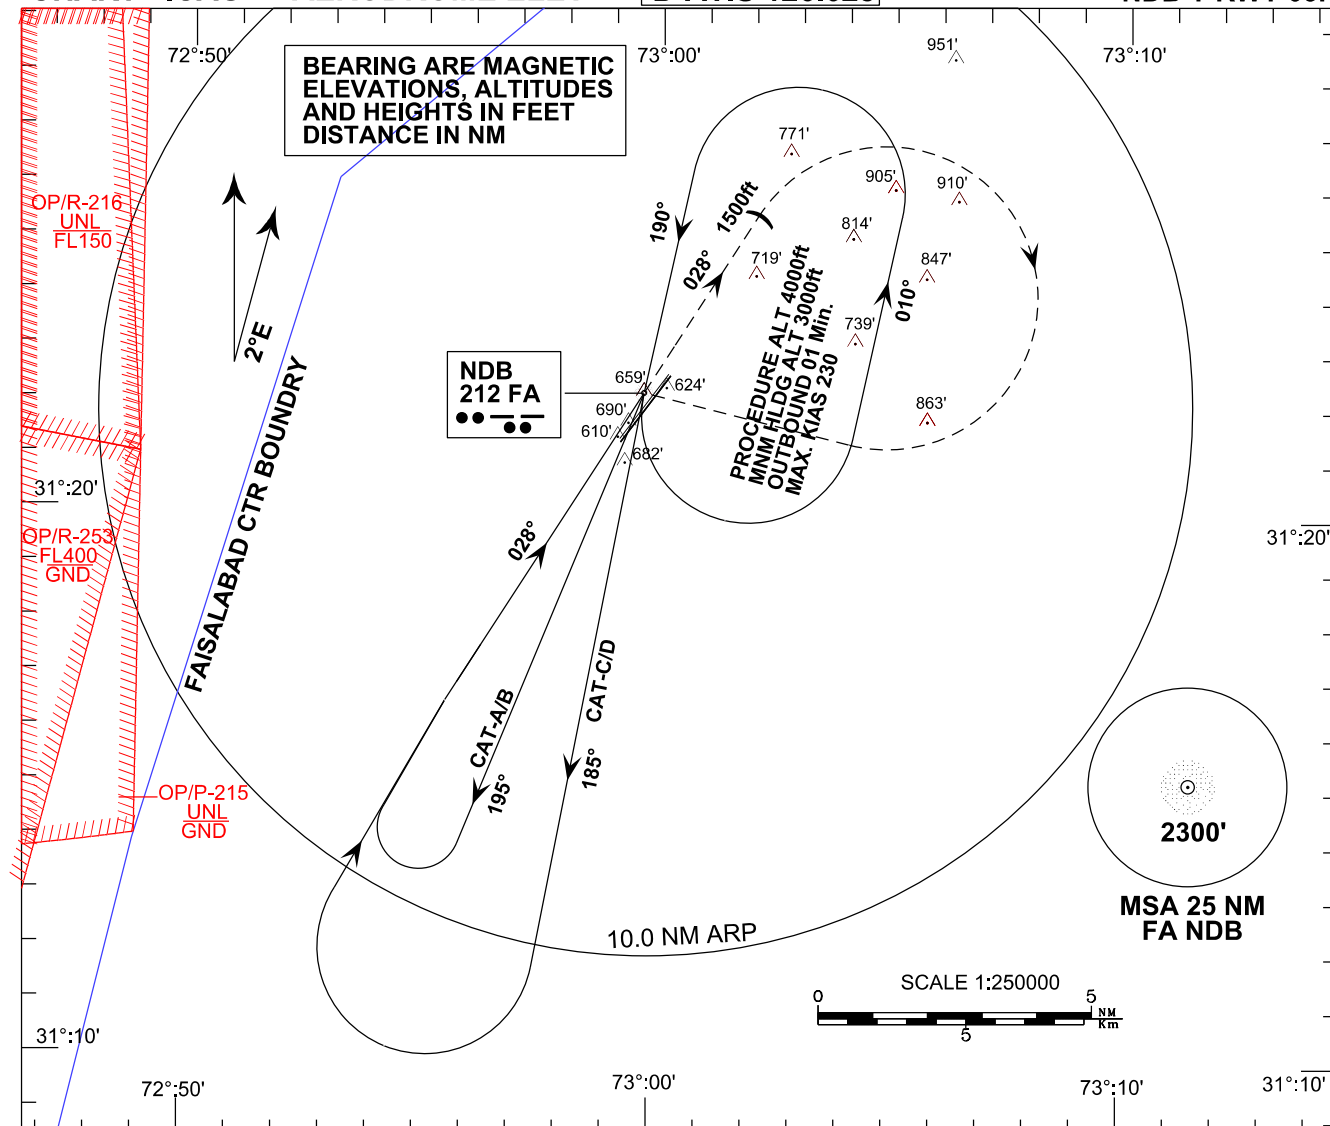 72°:50'
73°:00'
73°:10'
951'
BEARING ARE MAGNETIC
ELEVATIONS, ALTITUDES
AND HEIGHTS IN FEET
DISTANCE IN NM
771'
905'
910'
OP/R-216
UNL
FL150
190°
1500ft
814'
028°
719'
847'
010°
2°E
739'
PROCEDURE ALT 4000ft
MNM HLDG ALT 3000ft
OUTBOUND 01 Min.
MAX. KIAS 230
NDB
212 FA
659'
624'
690'
610'
682'
863'
FAISALABAD CTR BOUNDRY
31°:20'
31°:20'
OP/R-253
FL400
GND
028°
CAT-A/B
CAT-C/D
195°
185°
OP/P-215
UNL
GND
2300'
MSA 25 NM
FA NDB
10.0 NM ARP
SCALE 1:250000
0
5
NM
Km
5
31°:10'
31°:10'
72°:50'
73°:00'
73°:10'